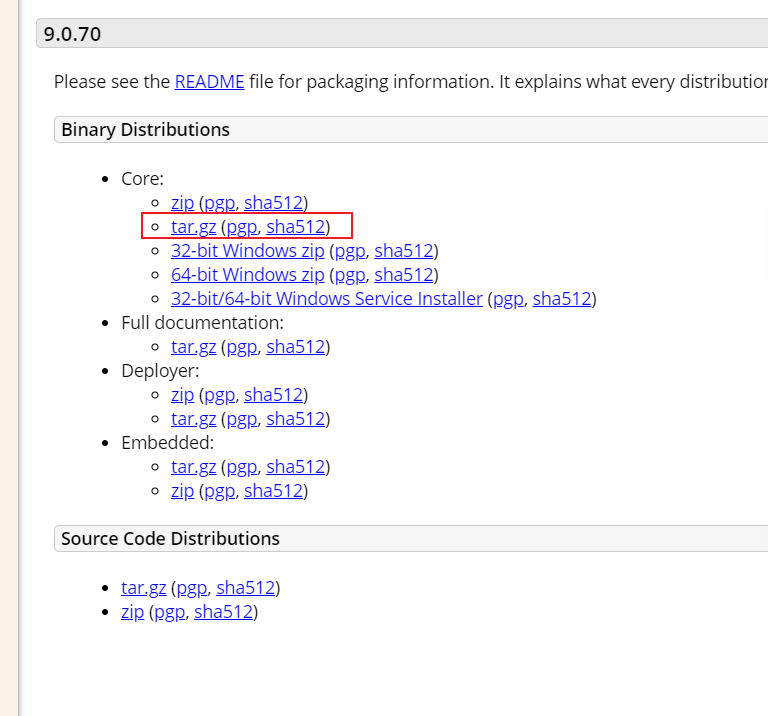 9.0.70
Please see the README file for packaging information. It explains what every distribution
Binary Distributions
Core:
zip (pgp, sha512)
tar.gz (pgp, sha512)
32-bit Windows zip (pgp, sha512)
64-bit Windows zip (pgp, sha512)
32-bit/64-bit Windows Service Installer (pgp, sha512)
Full documentation:
tar.gz (pgp, sha512)
Deployer:
zip (pgp, sha512)
tar.gz (pgp, sha512)
Embedded:
tar.gz (pgp, sha512)
zip (pgp, sha512)
Source Code Distributions
tar.gz (pgp, sha512)
zip (pgp, sha512)